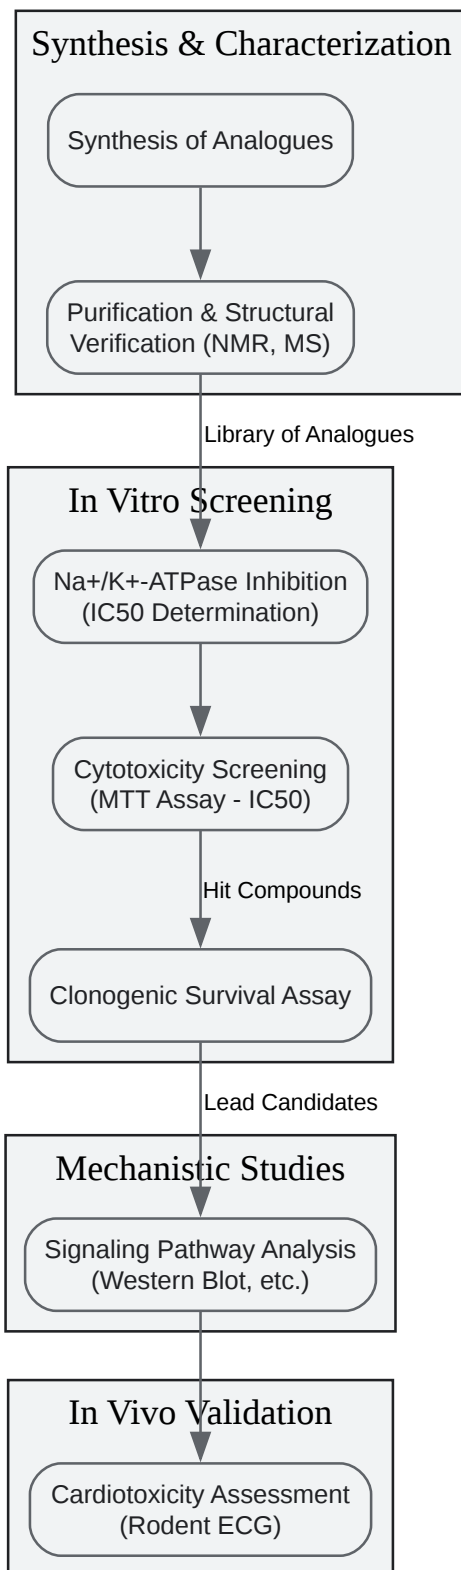 Synthesis & Characterization
Synthesis of Analogues
Purification & Structural
Verification (NMR, MS)
Library of Analogues
In Vitro Screening
Na+/K+-ATPase Inhibition
(IC50 Determination)
Cytotoxicity Screening
(MTT Assay - IC50)
Hit Compounds
Clonogenic Survival Assay
Lead Candidates
Mechanistic Studies
Signaling Pathway Analysis
(Western Blot, etc.)
In Vivo Validation
Cardiotoxicity Assessment
(Rodent ECG)